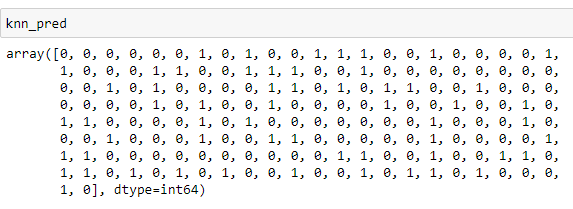 knn_pred
array([0, 0, 0, 0, 0, 0, 1, 0, 1, 0, 0, 1, 1, 1, 0, 0, 1, 0, 0, 0, 0, 1,
1, 0, 0, 0, 1, 1, 0, 0, 1, 1, 1, 0, 0, 1, 0, 0, 0, 0, 0, 0, 0, 0,
0, 0, 1, 0, 1, 0, 0, 0, 0, 1, 1, 0, 1, 0, 1, 1, 0, 0, 1, 0, 0, 0,
0, 0, 0, 0, 1, 0, 1, 0, 0, 1, 0, 0, 0, 0, 1, 0, 0, 1, 0, 0, 1, 0,
1, 1, 0, 0, 0, 0, 1, 0, 1, 0, 0, 0, 0, 0, 0, 0, 1, 0, 0, 0, 1, 0,
0, 0, 1, 0, 0, 0, 1, 0, 0, 1, 1, 0, 0, 0, 0, 0, 1, 0, 0, 0, 0, 1,
1, 1, 0, 0, 0, 0, 0, 0, 0, 0, 0, 0, 1, 1, 0, 0, 1, 0, 0, 1, 1, 0,
1, 1, 0, 1, 0, 1, 0, 1, 0, 0, 1, 0, 0, 1, 0, 1, 1, 0, 1, 0, 0, 0,
1, 0], dtype=int64)